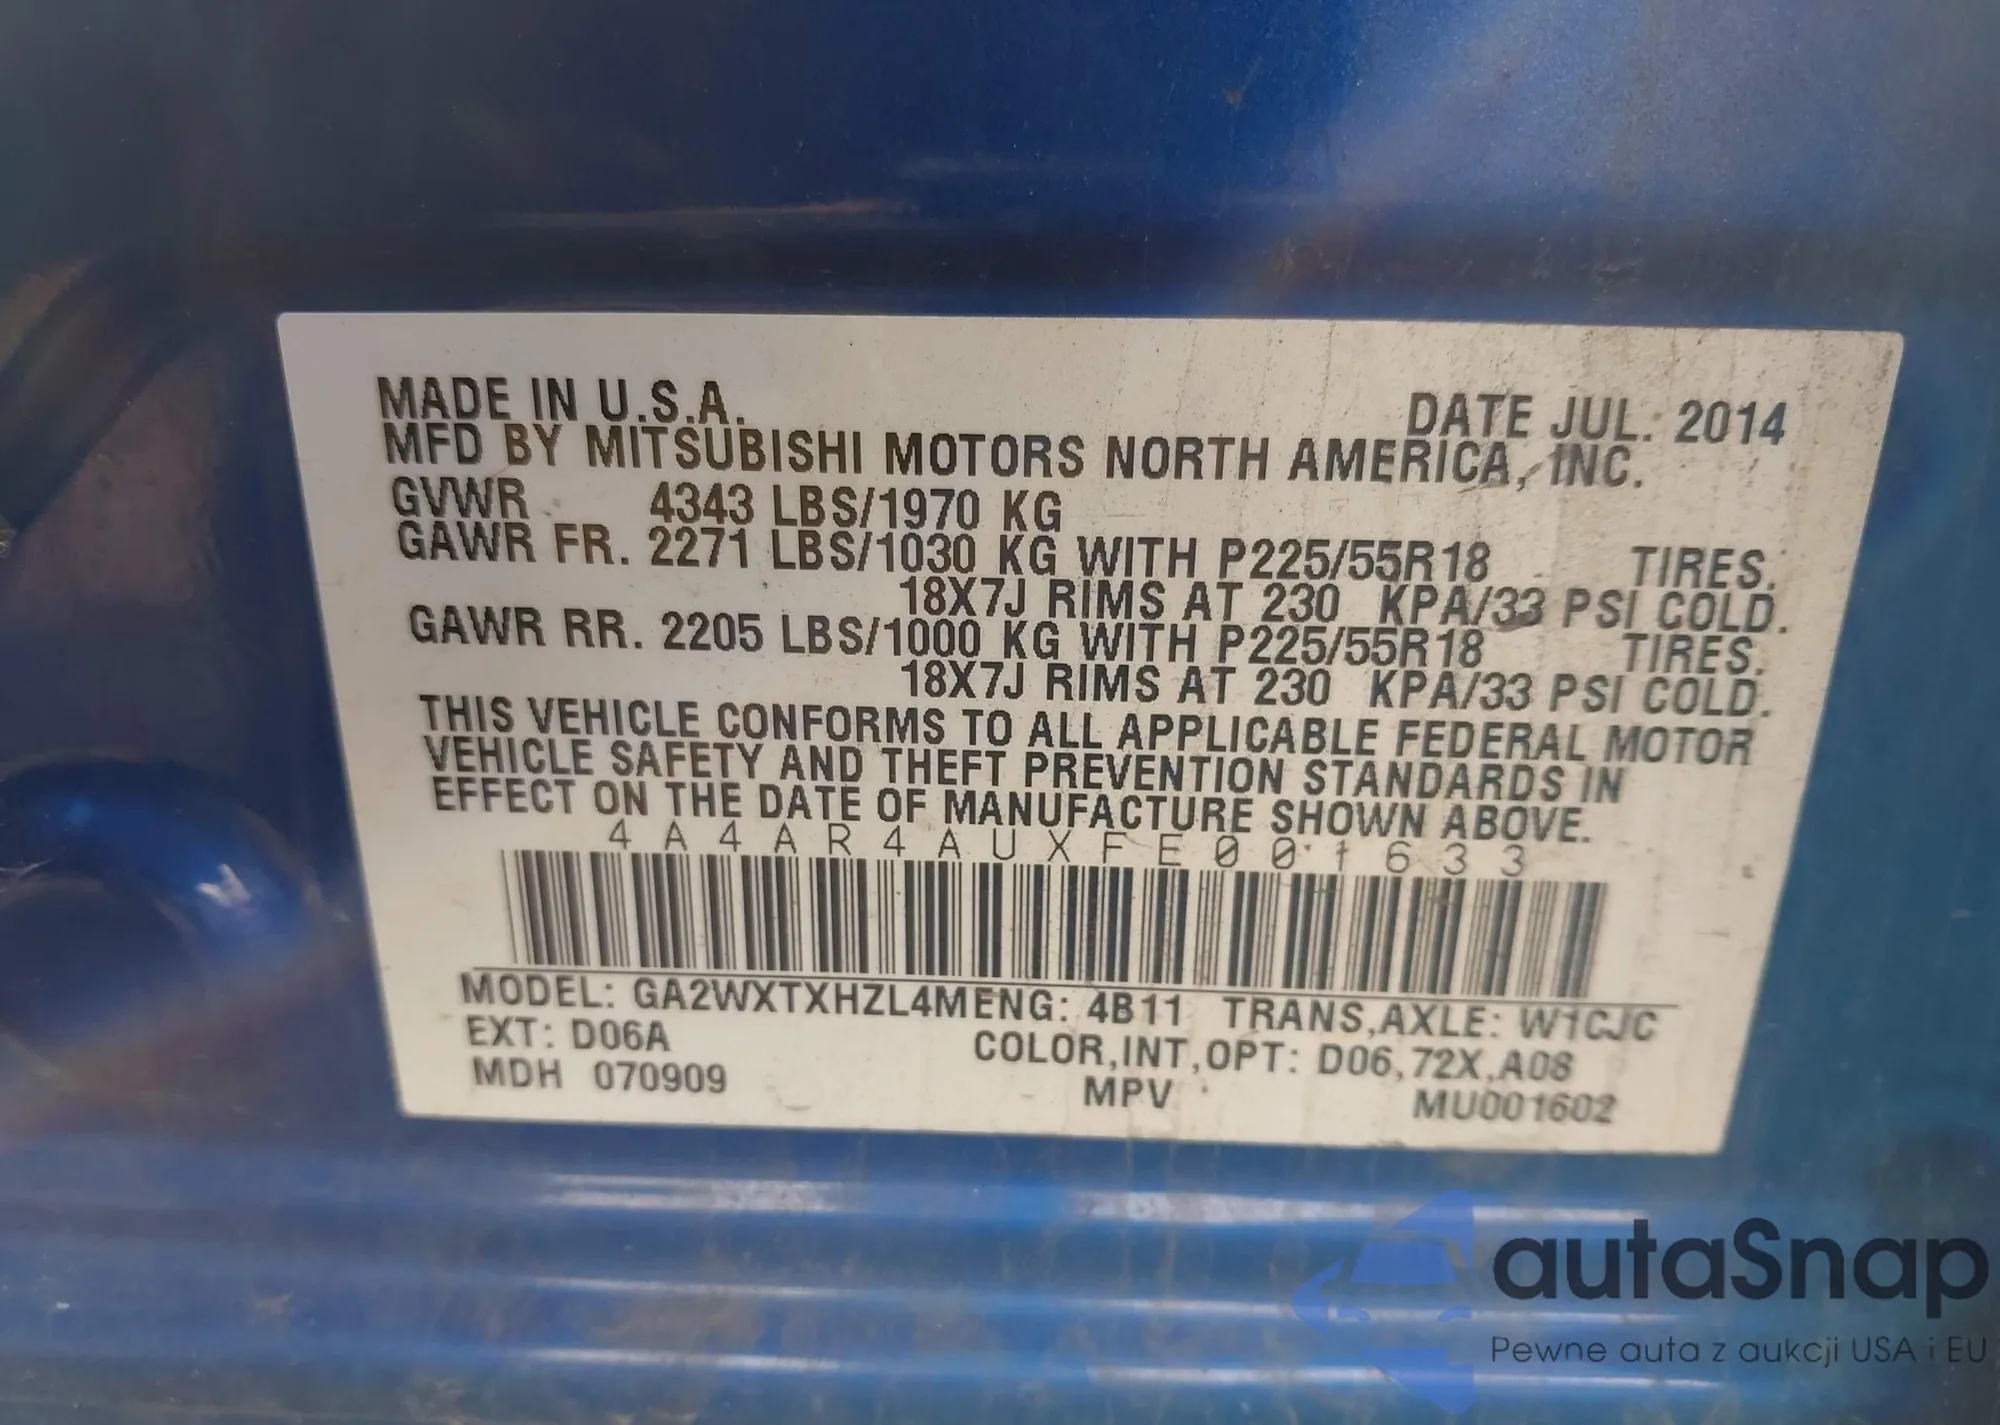 MADE IN U.S.A. DATE JUL. 2014
MFD BY MITSUBISHI MOTORS NORTH AMERICA, INC.
GVWR 4343 LBS/1970 KG
GAWR FR. 2271 LBS/1030 KG WITH P225/55R18 TIRES.
18X7J RIMS AT 230 KPA/33 PSI COLD.
GAWR RR. 2205 LBS/1000 KG WITH P225/55R18 TIRES.
18X7J RIMS AT 230 KPA/33 PSI COLD.
THIS VEHICLE CONFORMS TO ALL APPLICABLE FEDERAL MOTOR
VEHICLE SAFETY AND THEFT PREVENTION STANDARDS IN
EFFECT ON THE DATE OF MANUFACTURE SHOWN ABOVE.
4A4AR4AUXFE001633
MODEL: GA2WXTXHZL4MENG: 4B11 TRANS,AXLE: W1CJC
EXT: D06A COLOR,INT,OPT: D06,72X,A08
MDH 070909 MPV MU001602
autaSnap
Pewne auta z aukcji USA i EU